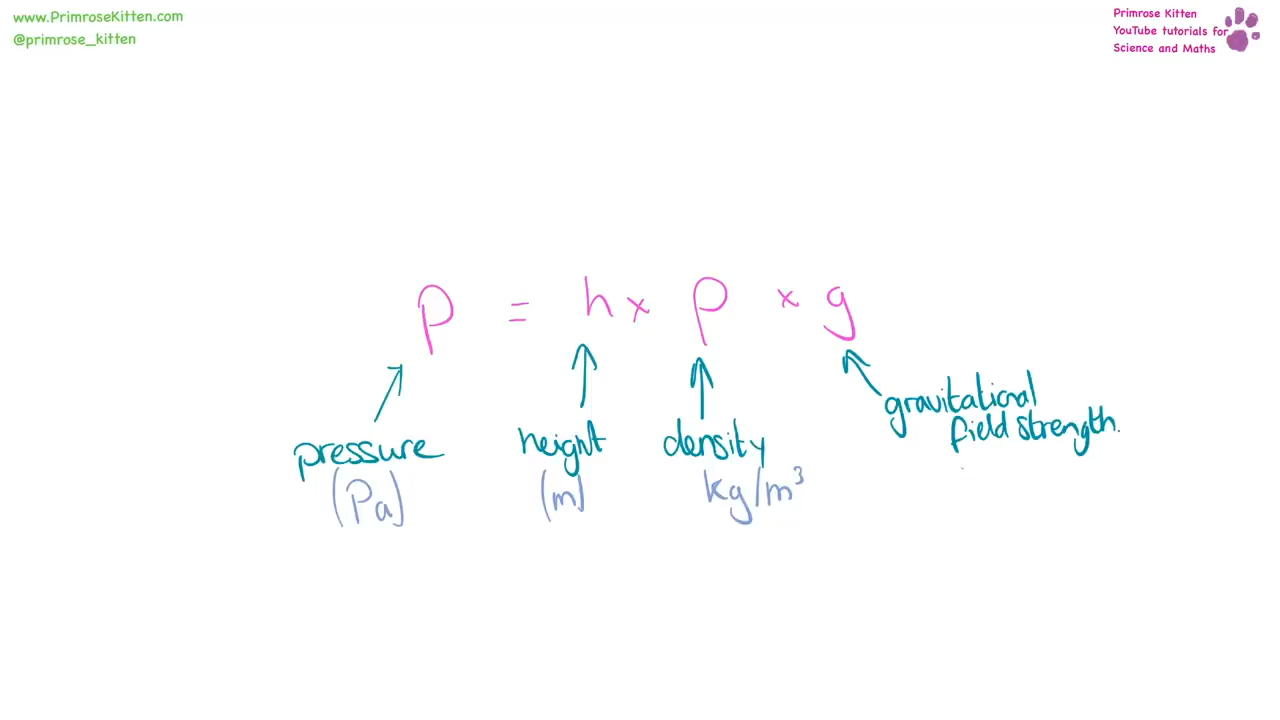 www.PrimroseKitten.com
@primrose_kitten
Primrose Kitten
YouTube tutorials for
Science and Maths
p = h × ρ × g
pressure
(Pa)
height
(m)
density
kg/m³
gravitational
field strength.